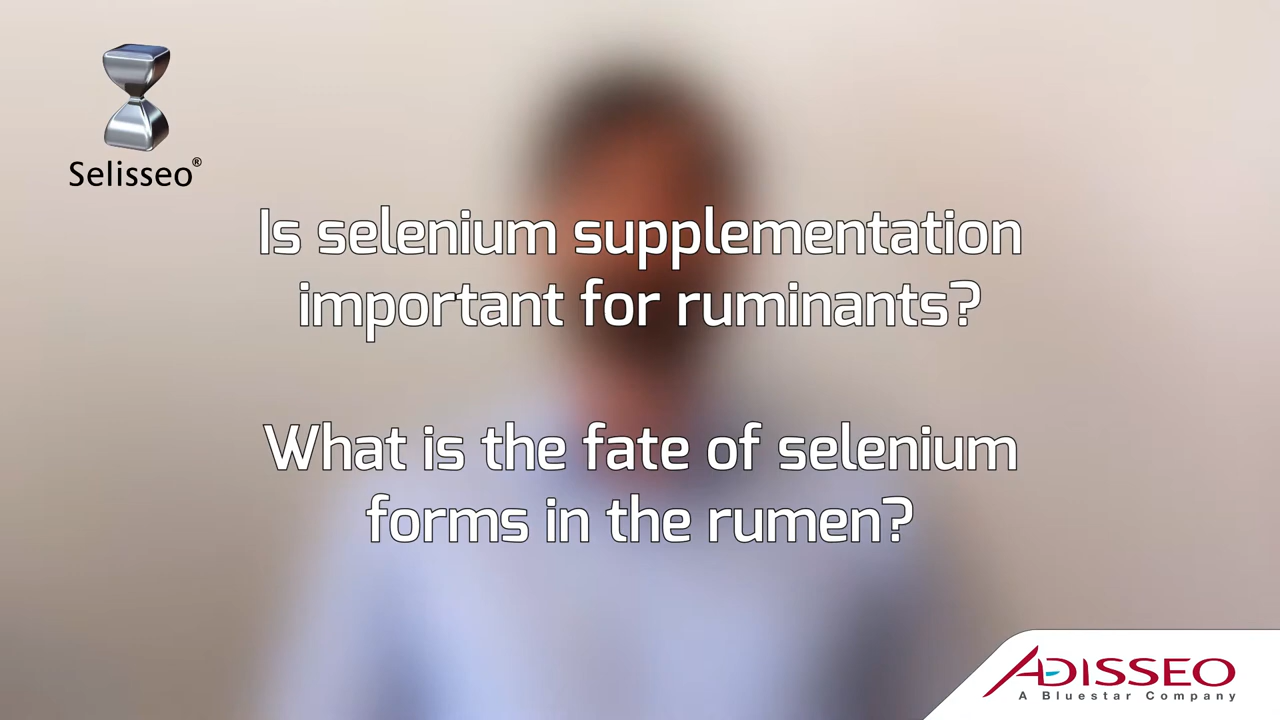 Selisseo®
Is selenium supplementation
important for ruminants?
What is the fate of selenium
forms in the rumen?
ADISSEO
A Bluestar Company